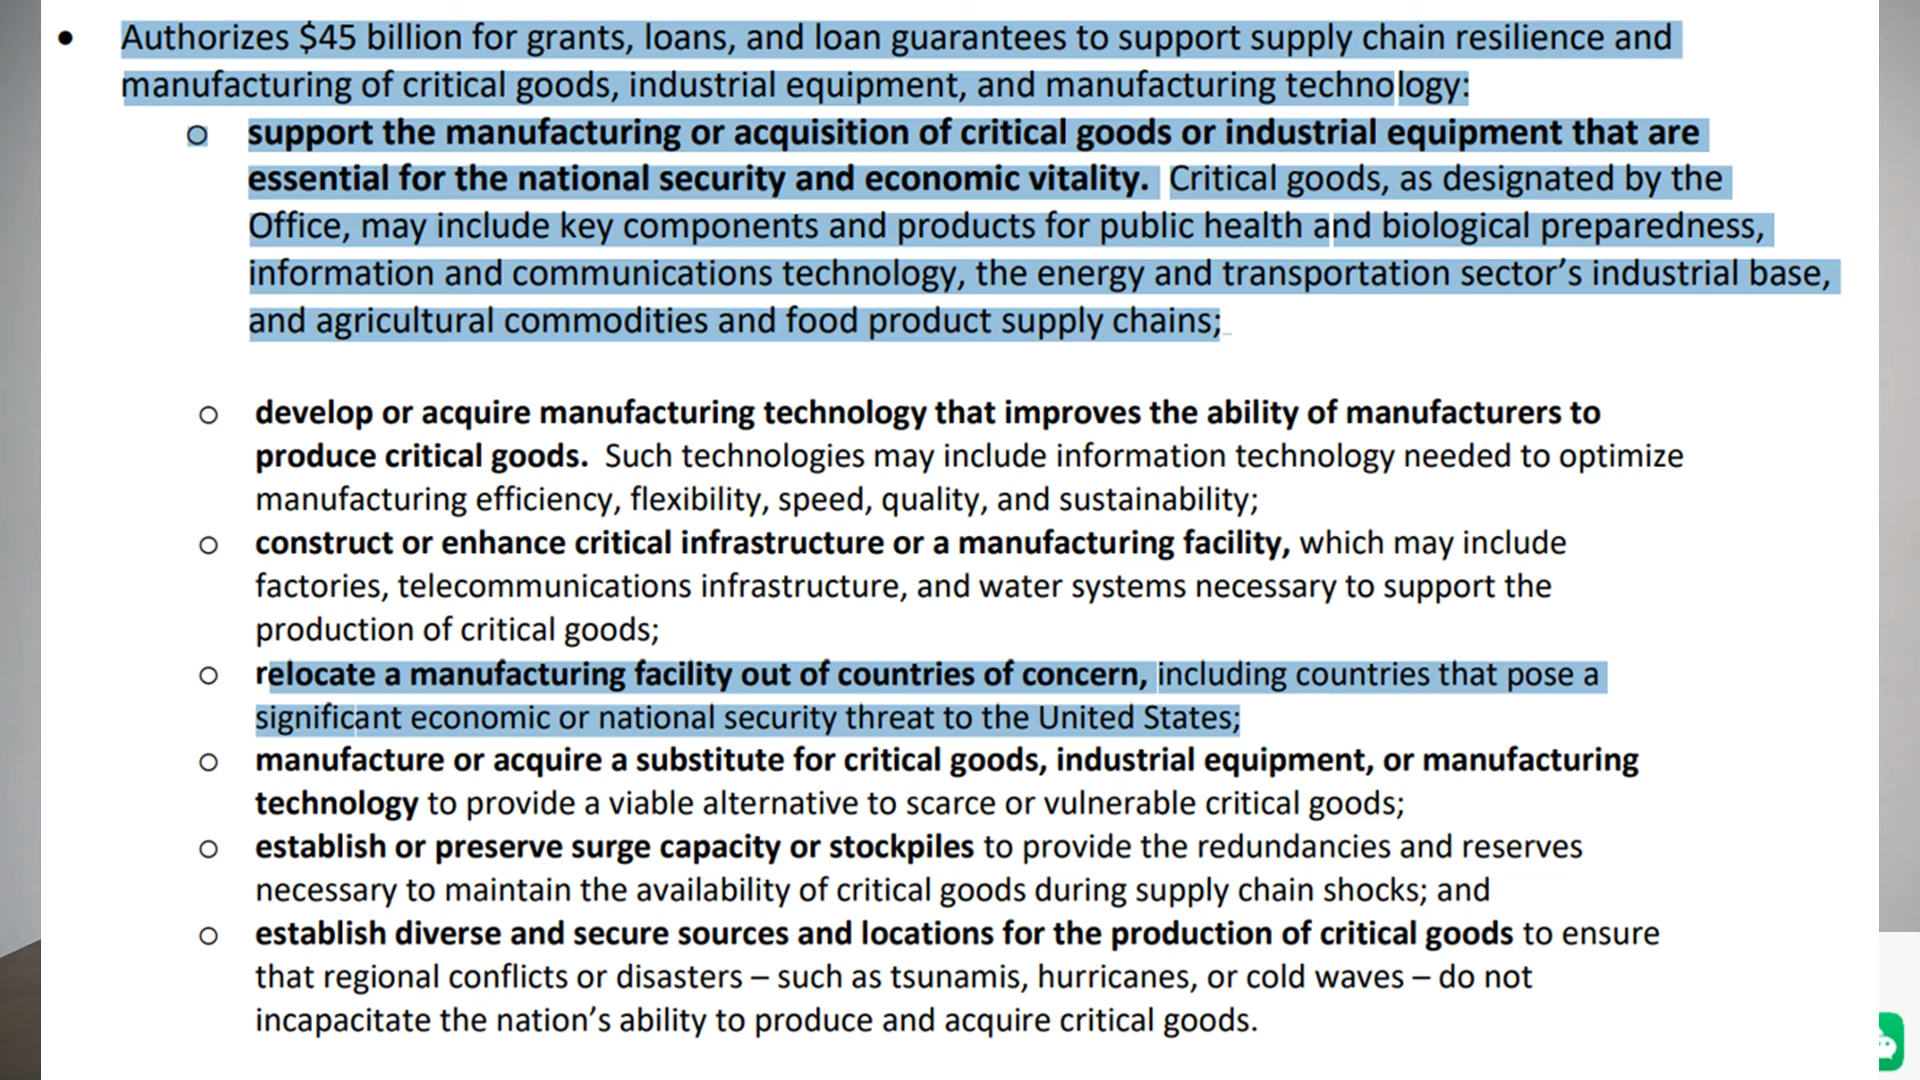 • Authorizes $45 billion for grants, loans, and loan guarantees to support supply chain resilience and
manufacturing of critical goods, industrial equipment, and manufacturing technology:
o support the manufacturing or acquisition of critical goods or industrial equipment that are
essential for the national security and economic vitality. Critical goods, as designated by the
Office, may include key components and products for public health and biological preparedness,
information and communications technology, the energy and transportation sector’s industrial base,
and agricultural commodities and food product supply chains;
o develop or acquire manufacturing technology that improves the ability of manufacturers to
produce critical goods. Such technologies may include information technology needed to optimize
manufacturing efficiency, flexibility, speed, quality, and sustainability;
o construct or enhance critical infrastructure or a manufacturing facility, which may include
factories, telecommunications infrastructure, and water systems necessary to support the
production of critical goods;
o relocate a manufacturing facility out of countries of concern, including countries that pose a
significant economic or national security threat to the United States;
o manufacture or acquire a substitute for critical goods, industrial equipment, or manufacturing
technology to provide a viable alternative to scarce or vulnerable critical goods;
o establish or preserve surge capacity or stockpiles to provide the redundancies and reserves
necessary to maintain the availability of critical goods during supply chain shocks; and
o establish diverse and secure sources and locations for the production of critical goods to ensure
that regional conflicts or disasters – such as tsunamis, hurricanes, or cold waves – do not
incapacitate the nation’s ability to produce and acquire critical goods.